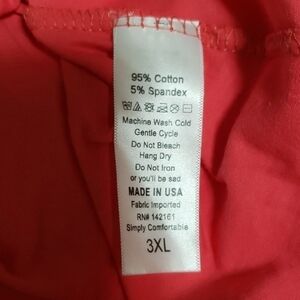 95% Cotton
5% Spandex
Machine Wash Cold
Gentle Cycle
Do Not Bleach
Hang Dry
Do Not Iron
or you'll be sad
MADE IN USA
Fabric Imported
RN# 142161
Simply Comfortable
3XL